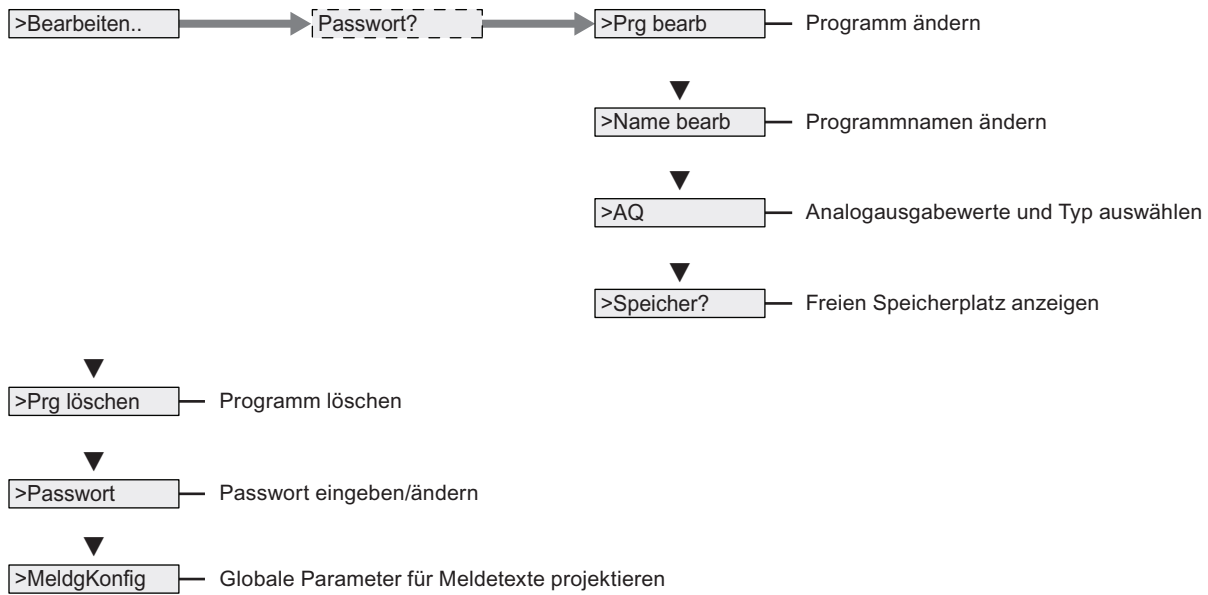 >Bearbeiten..
Passwort?
>Prg bearb
Programm ändern
>Name bearb
Programmnamen ändern
>AQ
Analogausgabewerte und Typ auswählen
>Speicher?
Freien Speicherplatz anzeigen
>Prg löschen
Programm löschen
>Passwort
Passwort eingeben/ändern
>MeldgKonfig
Globale Parameter für Meldetexte projektieren